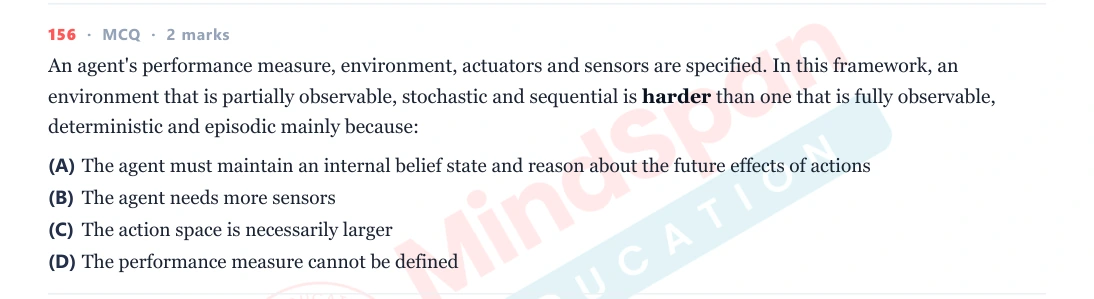 156 · MCQ · 2 marks
An agent's performance measure, environment, actuators and sensors are specified. In this framework, an
environment that is partially observable, stochastic and sequential is harder than one that is fully observable,
deterministic and episodic mainly because:
(A) The agent must maintain an internal belief state and reason about the future effects of actions
(B) The agent needs more sensors
(C) The action space is necessarily larger
(D) The performance measure cannot be defined
MindSpan
DUCATION